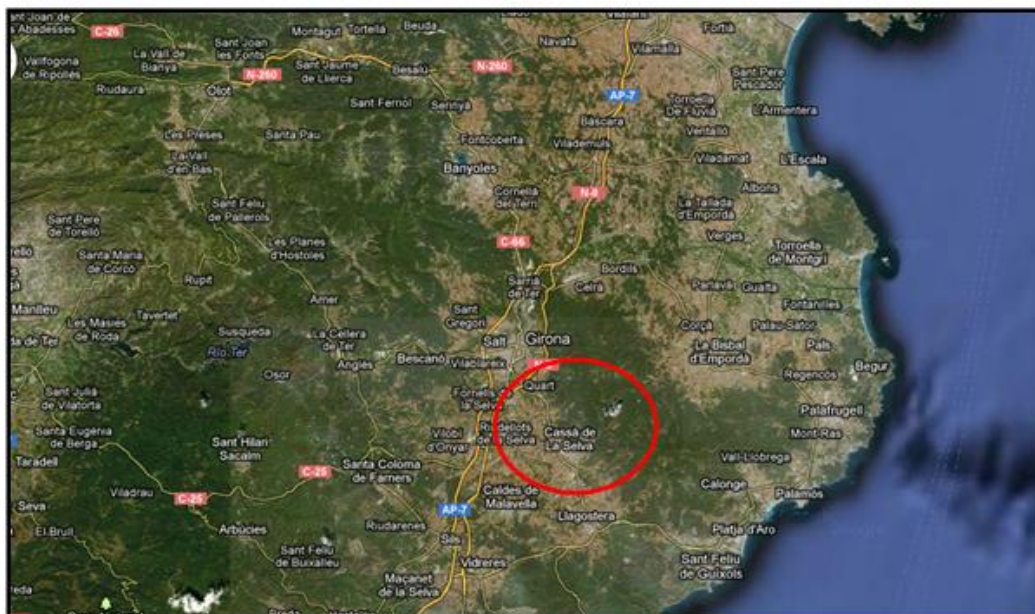 ant Joan de
s Abadesses
C-26
Vallfogona
de Ripollès
La Vall de
Bianya
Sant Joan
les Fonts
Montagut
Tortellà
Beuda
Lladó
Navata
Vilafant
Fortià
Vilamalla
Riudaura
N-260
Olot
Sant Jaume
de Llierca
Besalú
N-260
Sant Pere
Pescador
Sant Ferriol
Serinyà
AP-7
Torroella
De Fluvià
L'Armentera
Les Preses
Santa Pau
Fontcoberta
Bàscara
Vilademuls
Ventalló
La Vall
d'en Bas
Banyoles
Viladamat
L'Escala
Cornellà
del Terri
N-II
Albons
Sant Pere
de Torelló
Sant Feliu
de Pallerols
La Tallada
d'Empordà
Verges
orelló
Santa Maria
de Corcó
Les Planes
d'Hostoles
C-66
Torroella
de Montgrí
Rupit
Sarrià
de Ter
Bordils
Celrà
Parlavà
Gualta
Manlleu
Tavertet
Amer
Sant
Gregori
Fontanilles
da de Ter
Les Masies
de Roda
Susqueda
La Cellera
de Ter
Salt
Girona
Corçà
Palau-Sator
Río Ter
Anglès
Bescanó
Vilablareix
La Bisbal
d'Empordà
Pals
Osor
Quart
Regencós
Begur
Sant Julià
de Vilatorta
Fornells de
la Selva
Palafrugell
Santa Eugènia
de Berga
Sant Hilari
Sacalm
Vilobí
d'Onyar
Riudellots
de la Selva
Cassà de
La Selva
Mont-Ras
Taradell
C-25
Santa Coloma
de Farners
Vall-Llobrega
Viladrau
C-25
Caldes de
Malavella
Calonge
Palamós
Seva
Arbúcies
Riudarenes
AP-7
Llagostera
Platja d'Aro
El Brull
Sils
Sant Feliu
de Buixalleu
Vidreres
Sant Feliu
de Guíxols
Maçanet
de la Selva